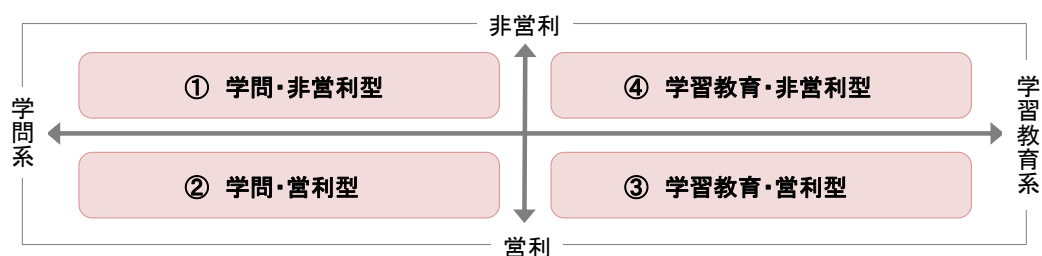 非営利
① 学問・非営利型
④ 学習教育・非営利型
学問系
学習教育系
② 学問・営利型
③ 学習教育・営利型
営利